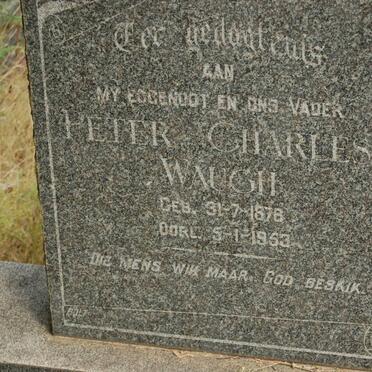 Ter gedagtenis
AAN
MY EGGENOOT EN ONS VADER
PETER CHARLES
WAUGH
GEB. 31-7-1878
OORL. 5-1-1953
DIE MENS WIK MAAR GOD BESKIK.